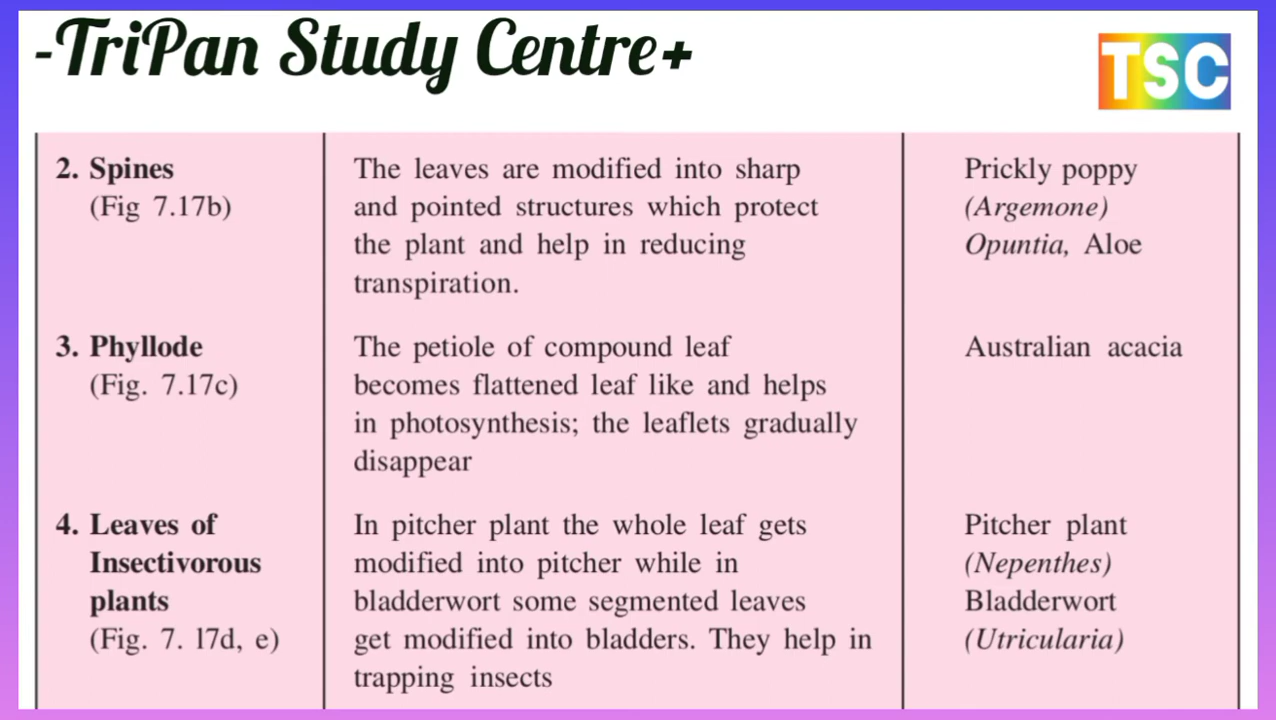 -TriPan Study Centre+
TSC
2. Spines
(Fig 7.17b)
The leaves are modified into sharp
and pointed structures which protect
the plant and help in reducing
transpiration.
Prickly poppy
(Argemone)
Opuntia, Aloe
3. Phyllode
(Fig. 7.17c)
The petiole of compound leaf
becomes flattened leaf like and helps
in photosynthesis; the leaflets gradually
disappear
Australian acacia
4. Leaves of
Insectivorous
plants
(Fig. 7. 17d, e)
In pitcher plant the whole leaf gets
modified into pitcher while in
bladderwort some segmented leaves
get modified into bladders. They help in
trapping insects
Pitcher plant
(Nepenthes)
Bladderwort
(Utricularia)